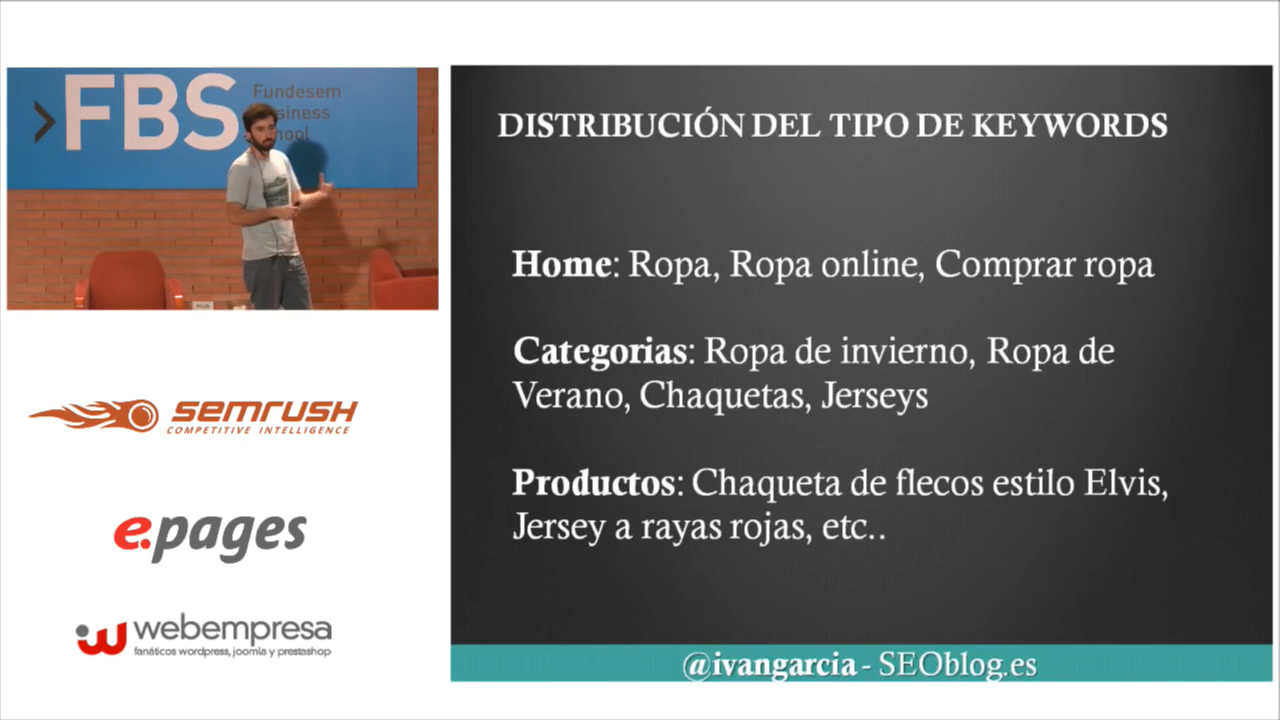 FBS
Fundesem
siness
ool
semrush
COMPETITIVE INTELLIGENCE
e.pages
webempresa
fanáticos wordpress, joomla y prestashop
DISTRIBUCIÓN DEL TIPO DE KEYWORDS
Home: Ropa, Ropa online, Comprar ropa
Categorias: Ropa de invierno, Ropa de
Verano, Chaquetas, Jerseys
Productos: Chaqueta de flecos estilo Elvis,
Jersey a rayas rojas, etc..
@ivangarcia - SEOblog.es